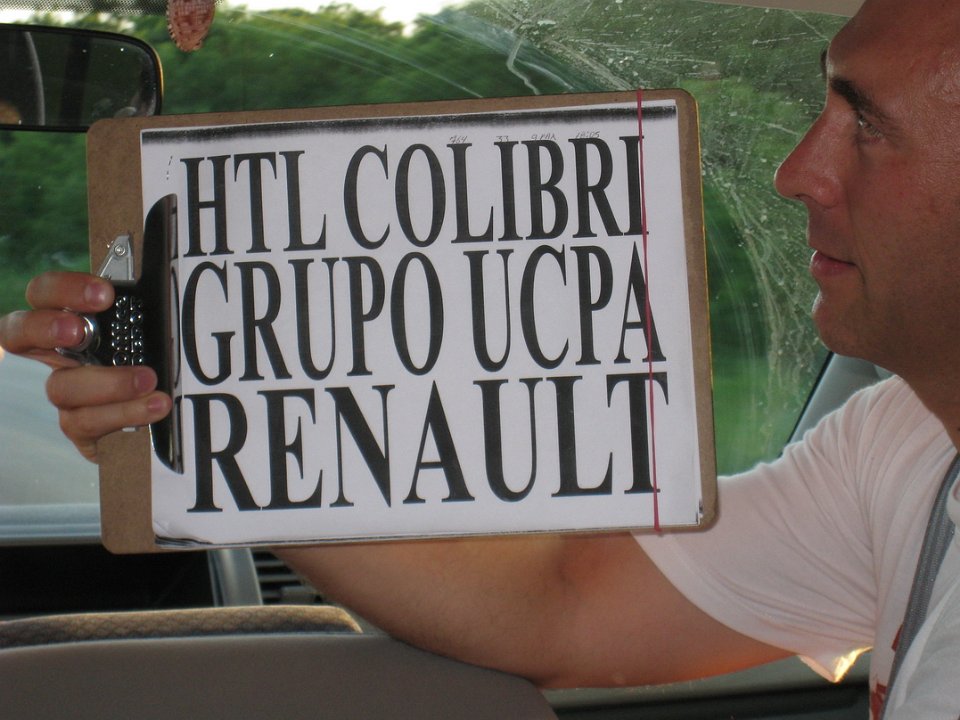 HTL COLIBRI
GRUPO UCPA
RENAULT